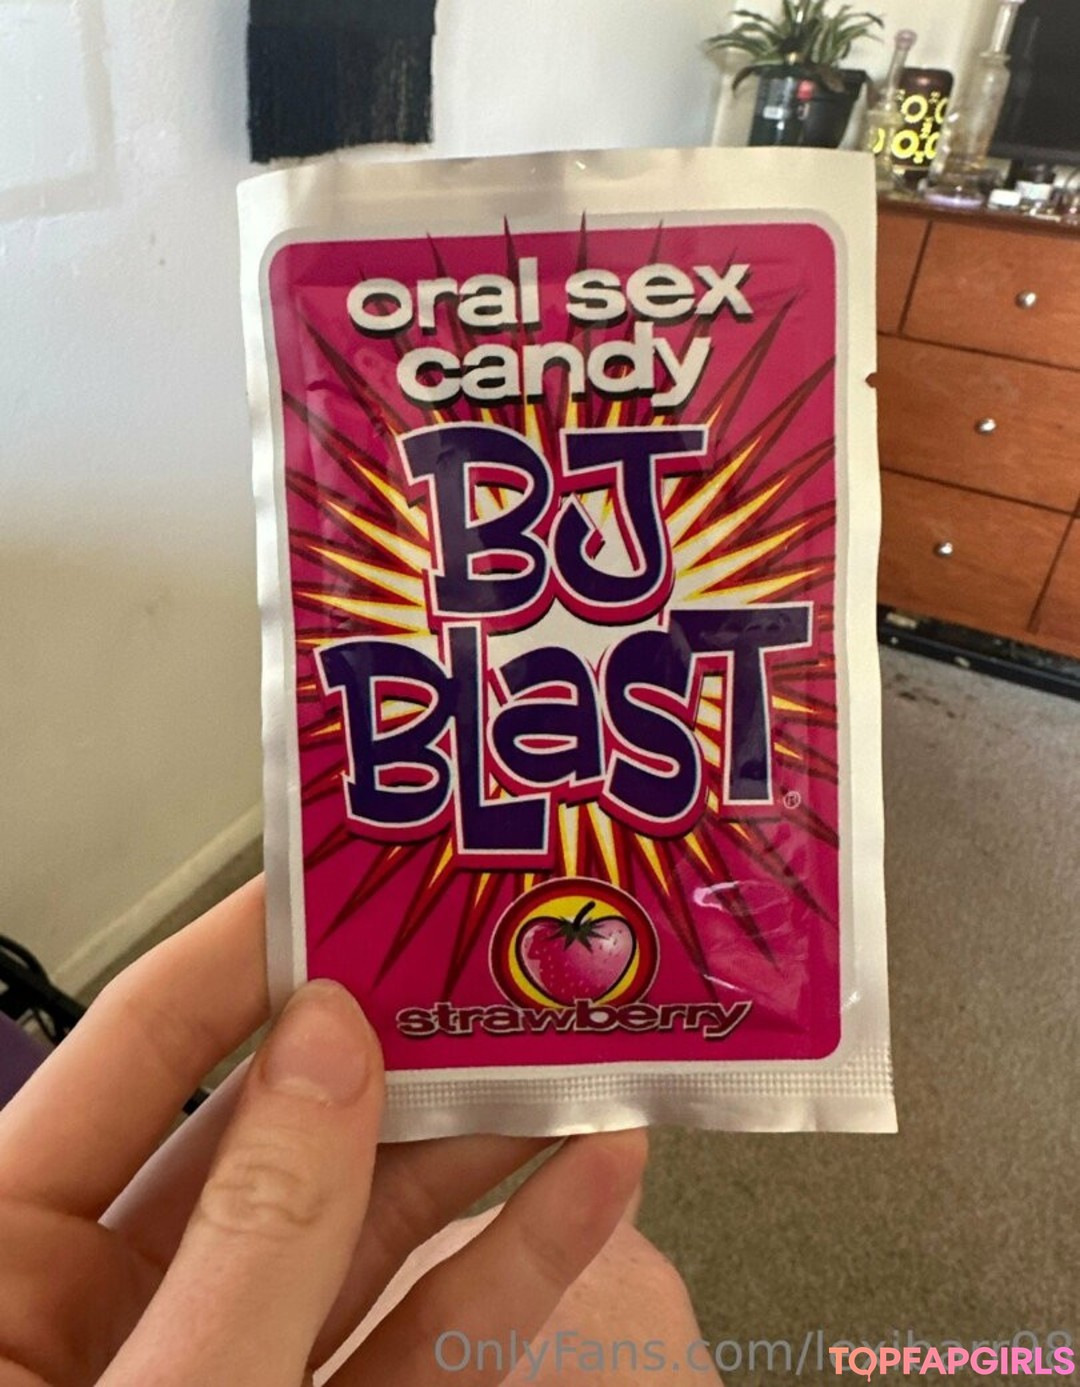 oral sex
candy
BJ
BLaST
®
strawberry
OnlyFans.com/
TOPFAPGIRLS